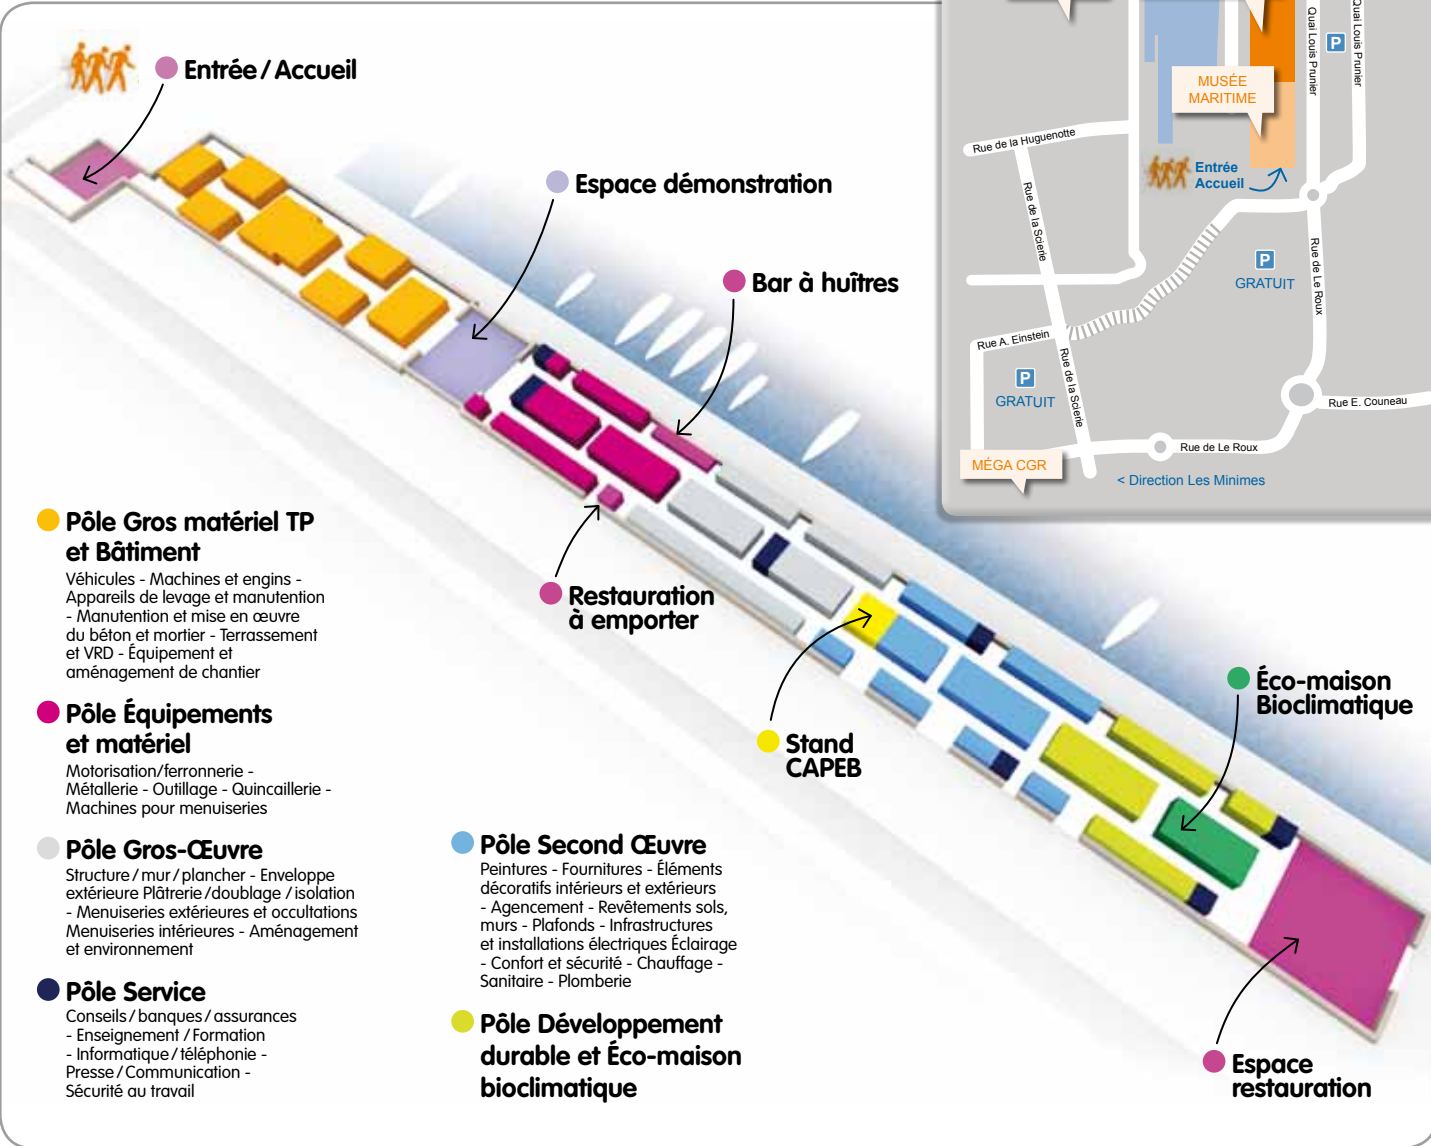 Entrée / Accueil
Espace démonstration
Bar à huîtres
Restauration
à emporter
Stand
CAPEB
Éco-maison
Bioclimatique
Espace
restauration
Pôle Gros matériel TP
et Bâtiment
Véhicules - Machines et engins -
Appareils de levage et manutention
- Manutention et mise en œuvre
du béton et mortier - Terrassement
et VRD - Équipement et
aménagement de chantier
Pôle Équipements
et matériel
Motorisation/ferronnerie -
Métallerie - Outillage - Quincaillerie -
Machines pour menuiseries
Pôle Gros-Œuvre
Structure / mur / plancher - Enveloppe
extérieure Plâtrerie /doublage / isolation
- Menuiseries extérieures et occultations
Menuiseries intérieures - Aménagement
et environnement
Pôle Service
Conseils / banques / assurances
- Enseignement / Formation
- Informatique / téléphonie -
Presse / Communication -
Sécurité au travail
Pôle Second Œuvre
Peintures - Fournitures - Éléments
décoratifs intérieurs et extérieurs
- Agencement - Revêtements sols,
murs - Plafonds - Infrastructures
et installations électriques Éclairage
- Confort et sécurité - Chauffage -
Sanitaire - Plomberie
Pôle Développement
durable et Éco-maison
bioclimatique
Quai Louis Prunier
Quai Louis Prunier
P
MUSÉE
MARITIME
Rue de la Huguenotte
Entrée
Accueil
Rue de la Scierie
P
GRATUIT
Rue de Le Roux
Rue A. Einstein
Rue de la Scierie
P
GRATUIT
Rue E. Couneau
Rue de Le Roux
MÉGA CGR
< Direction Les Minimes